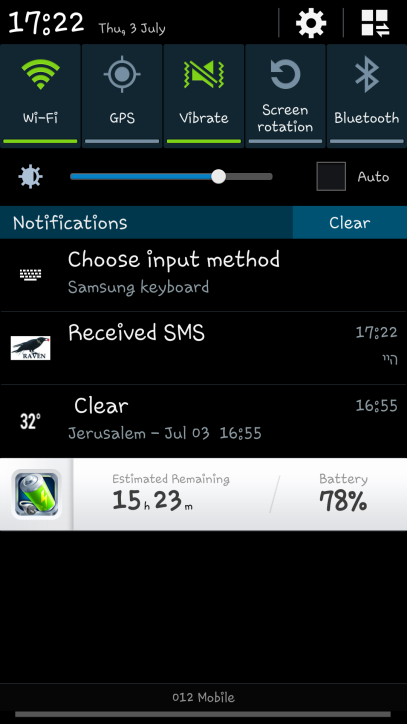 17:22 Thu, 3 July
Wi-Fi
GPS
Vibrate
Screen
rotation
Bluetooth
Auto
Notifications
Clear
Choose input method
Samsung keyboard
RAVEN
Received SMS
17:22
היי
32°
Clear
16:55
Jerusalem - Jul 03 16:55
Estimated Remaining
15 h 23 m
Battery
78%
012 Mobile